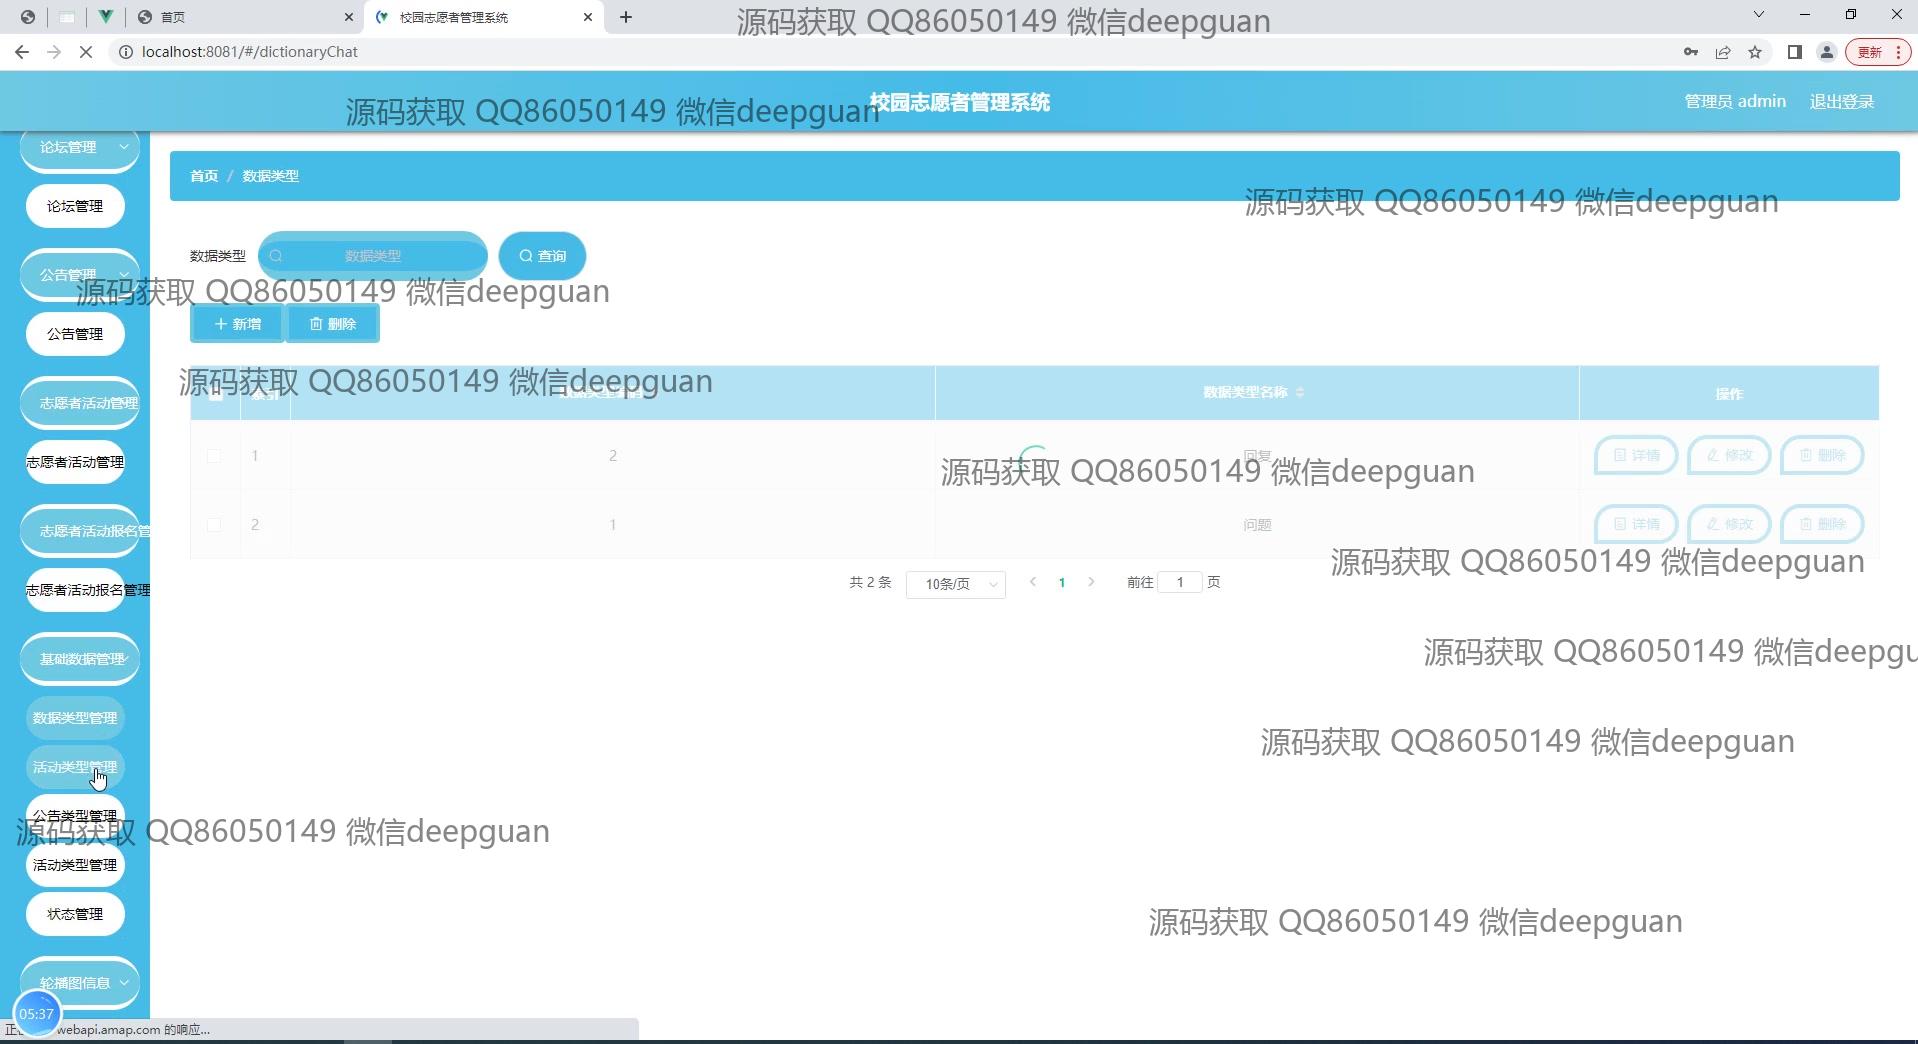 首页
校园志愿者管理系统
源码获取 QQ86050149 微信deepguan
localhost:8081/#/dictionaryChat
更新
源码获取 QQ86050149 微信deepguan
校园志愿者管理系统
管理员 admin
退出登录
论坛管理
论坛管理
公告管理
公告管理
志愿者活动管理
志愿者活动管理
志愿者活动报名管
志愿者活动报名管理
基础数据管理
数据类型管理
活动类型管理
公告类型管理
活动类型管理
状态管理
轮播图信息
05:37
首页 / 数据类型
源码获取 QQ86050149 微信deepguan
数据类型
数据类型
查询
源码获取 QQ86050149 微信deepguan
新增
删除
源码获取 QQ86050149 微信deepguan
数据类型名称
操作
1 2 回复 详情 修改 删除
源码获取 QQ86050149 微信deepguan
2 1 问题 详情 修改 删除
源码获取 QQ86050149 微信deepguan
共 2 条 10条/页 1 前往 1 页
源码获取 QQ86050149 微信deepgu
源码获取 QQ86050149 微信deepguan
源码获取 QQ86050149 微信deepguan
源码获取 QQ86050149 微信deepguan
webapi.amap.com 的响应...